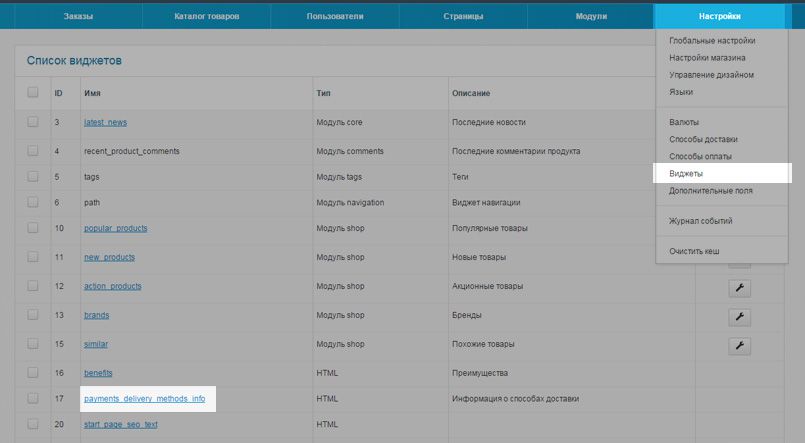 Заказы Каталог товаров Пользователи Страницы Модули Настройки
Список виджетов
ID Имя Тип Описание
3 latest_news Модуль core Последние новости
4 recent_product_comments Модуль comments Последние комментарии продукта
5 tags Модуль tags Теги
6 path Модуль navigation Виджет навигации
10 popular_products Модуль shop Популярные товары
11 new_products Модуль shop Новые товары
12 action_products Модуль shop Акционные товары
13 brands Модуль shop Бренды
15 similar Модуль shop Похожие товары
16 benefits HTML Преимущества
17 payments_delivery_methods_info HTML Информация о способах доставки
20 start_page_seo_text HTML
Глобальные настройки
Настройки магазина
Управление дизайном
Языки
Валюты
Способы доставки
Способы оплаты
Виджеты
Дополнительные поля
Журнал событий
Очистить кеш